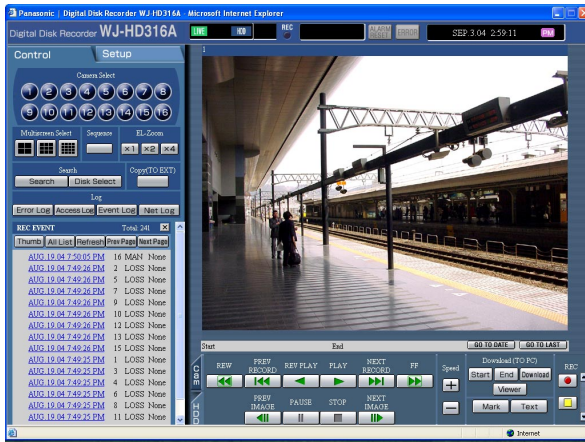 Panasonic | Digital Disk Recorder WJ-HD316A - Microsoft Internet Explorer
Digital Disk Recorder WJ-HD316A
LIVE HDD REC ALARM RESET ERROR SEP.3.04 2:59:11 PM
Control Setup
1
Camera Select
1 2 3 4 5 6 7 8
9 10 11 12 13 14 15 16
Multiscreen Select Sequence EL-Zoom
×1 ×2 ×4
Search Copy(TO EXT)
Search Disk Select
Log
Error Log Access Log Event Log Net Log
REC EVENT Total: 241 X
Thumb All List Refresh Prev Page Next Page
AUG.19.04 7:50:05 PM 16 MAN None
AUG.19.04 7:49:26 PM 2 LOSS None
AUG.19.04 7:49:26 PM 5 LOSS None
AUG.19.04 7:49:26 PM 7 LOSS None
AUG.19.04 7:49:26 PM 9 LOSS None
AUG.19.04 7:49:26 PM 10 LOSS None
AUG.19.04 7:49:26 PM 12 LOSS None
AUG.19.04 7:49:26 PM 13 LOSS None
AUG.19.04 7:49:26 PM 15 LOSS None
AUG.19.04 7:49:25 PM 1 LOSS None
AUG.19.04 7:49:25 PM 3 LOSS None
AUG.19.04 7:49:25 PM 4 LOSS None
AUG.19.04 7:49:25 PM 6 LOSS None
AUG.19.04 7:49:25 PM 8 LOSS None
AUG.19.04 7:49:25 PM 11 LOSS None
Start End GO TO DATE GO TO LAST
Cam
HDD
REW PREV RECORD REV PLAY PLAY NEXT RECORD FF
PREV IMAGE PAUSE STOP NEXT IMAGE
Speed
+
−
Download (TO PC)
Start End Download
Viewer
Mark Text
REC
Internet